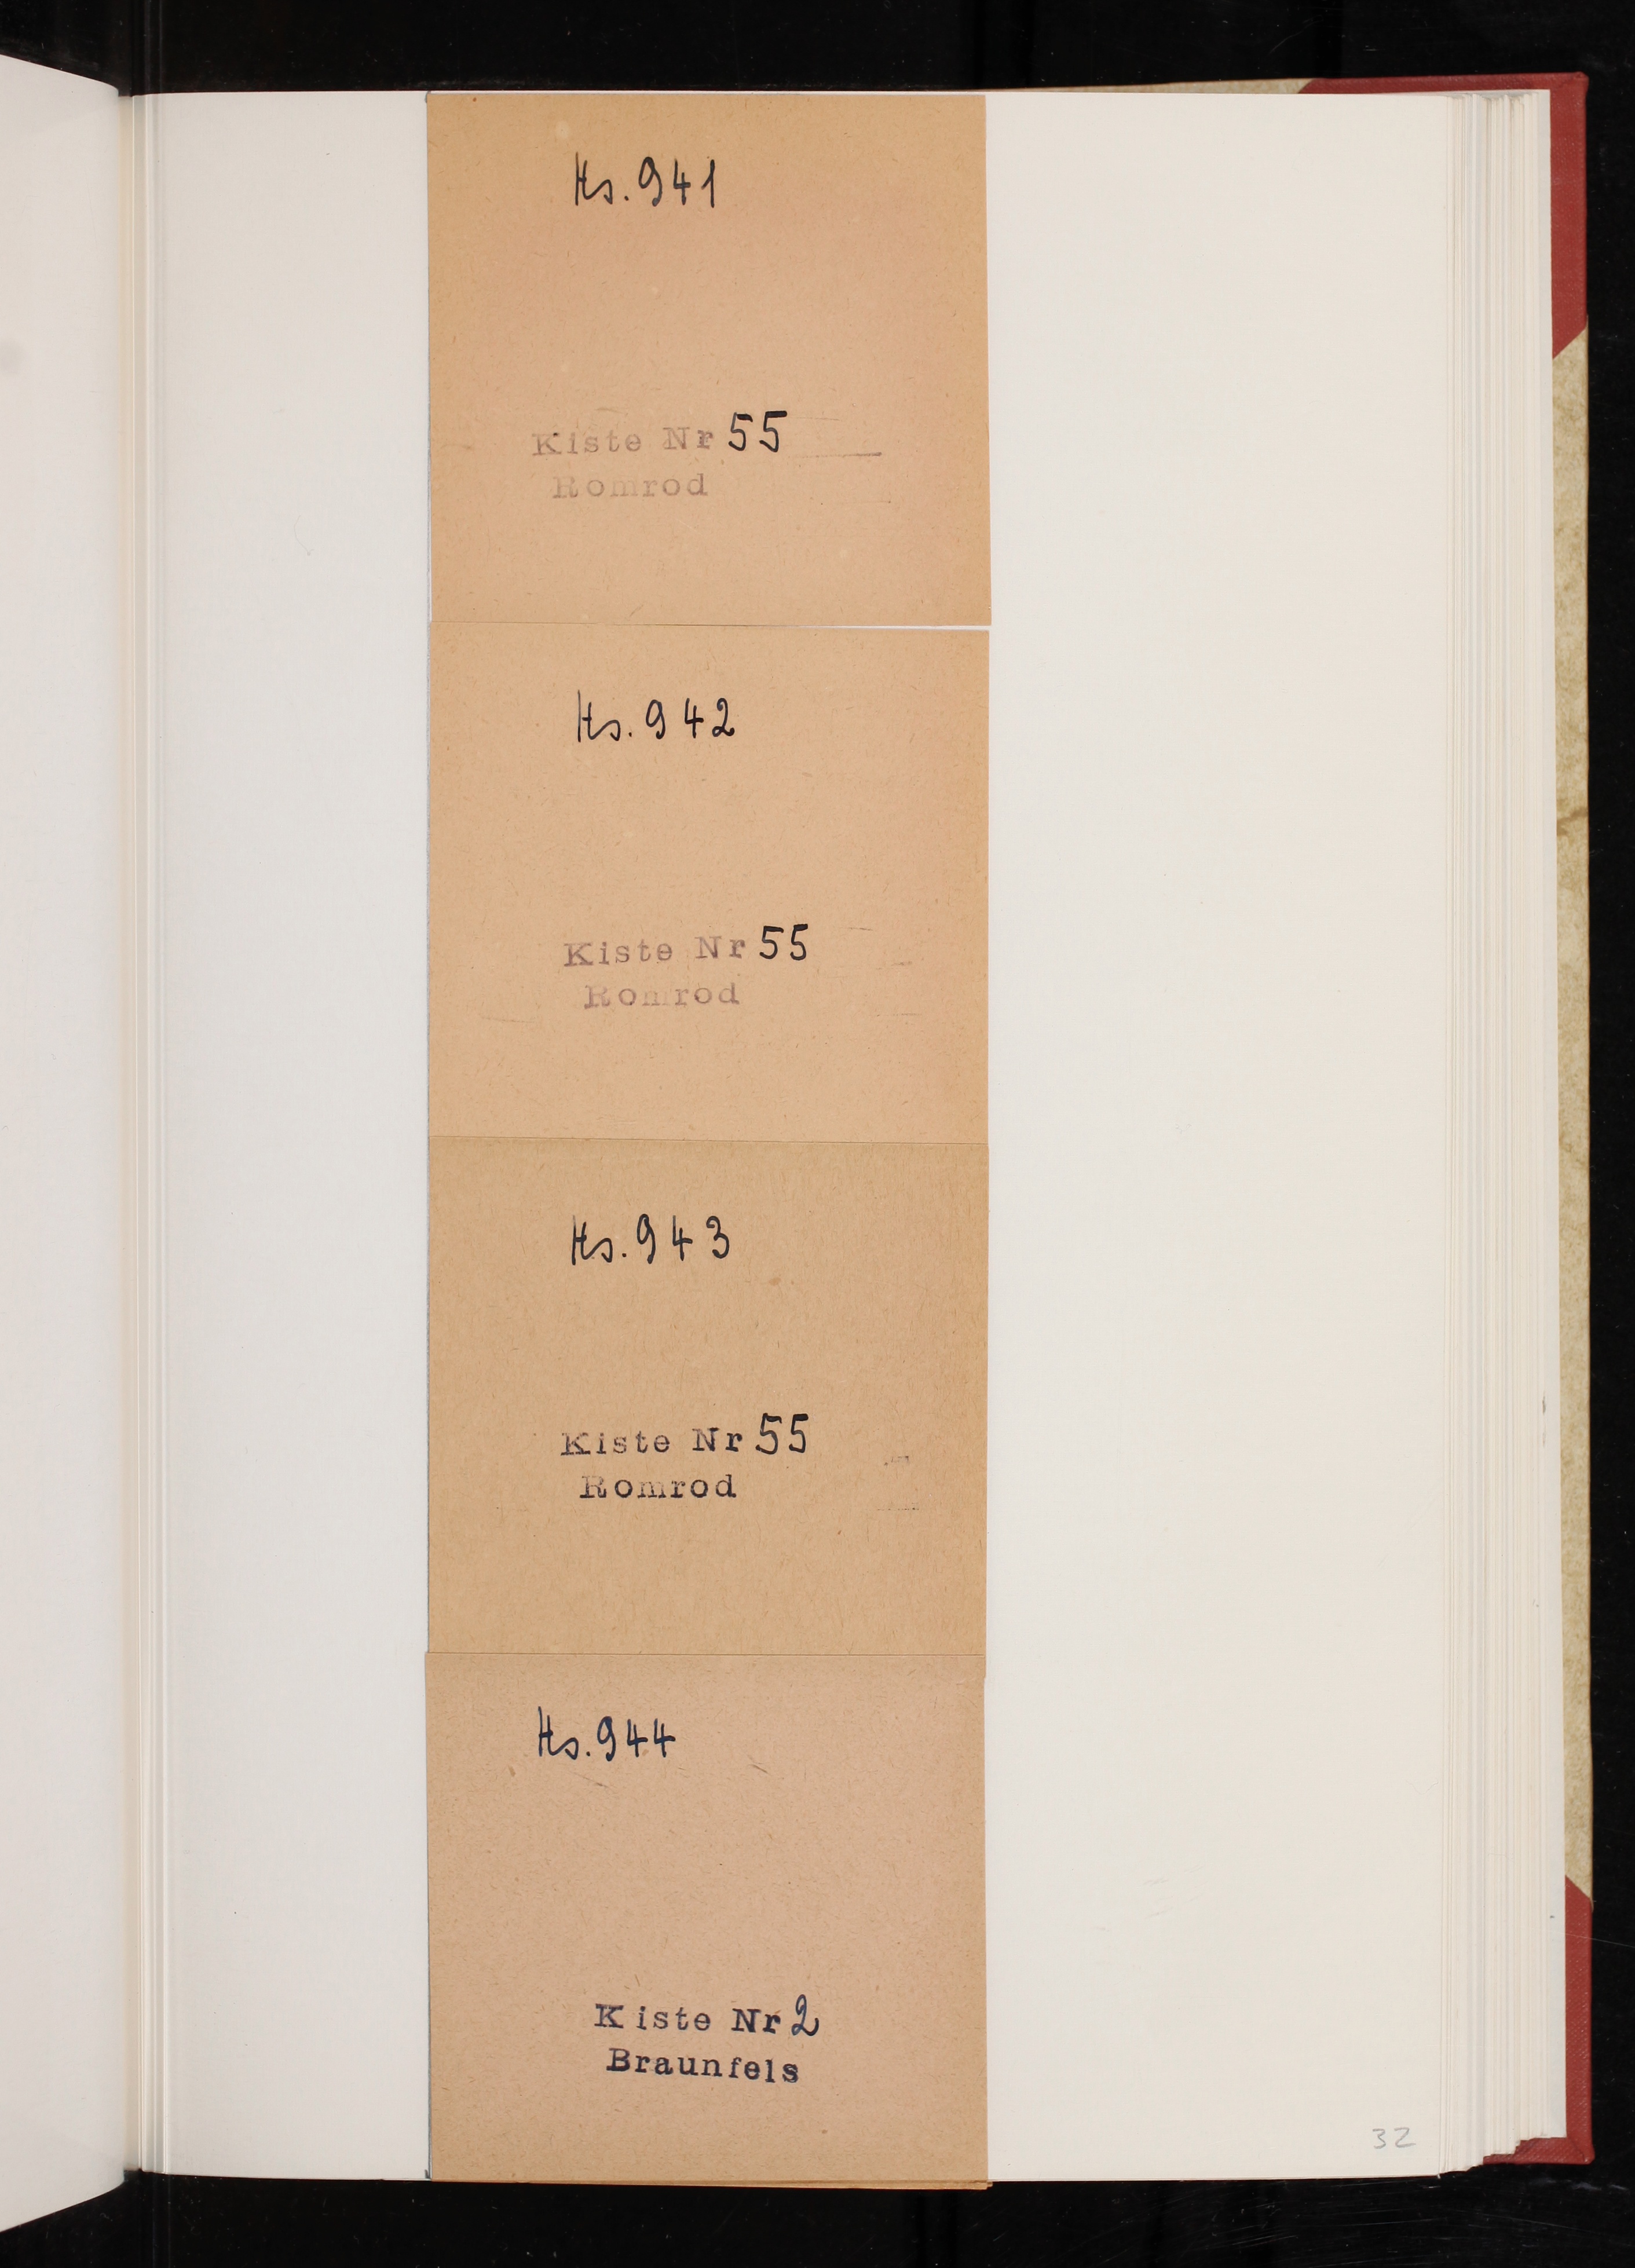 Hs. 941
Kiste Nr 55
Romrod
Hs. 942
Kiste Nr 55
Romrod
Hs. 943
Kiste Nr 55
Romrod
Hs. 944
Kiste Nr 2
Braunfels
32